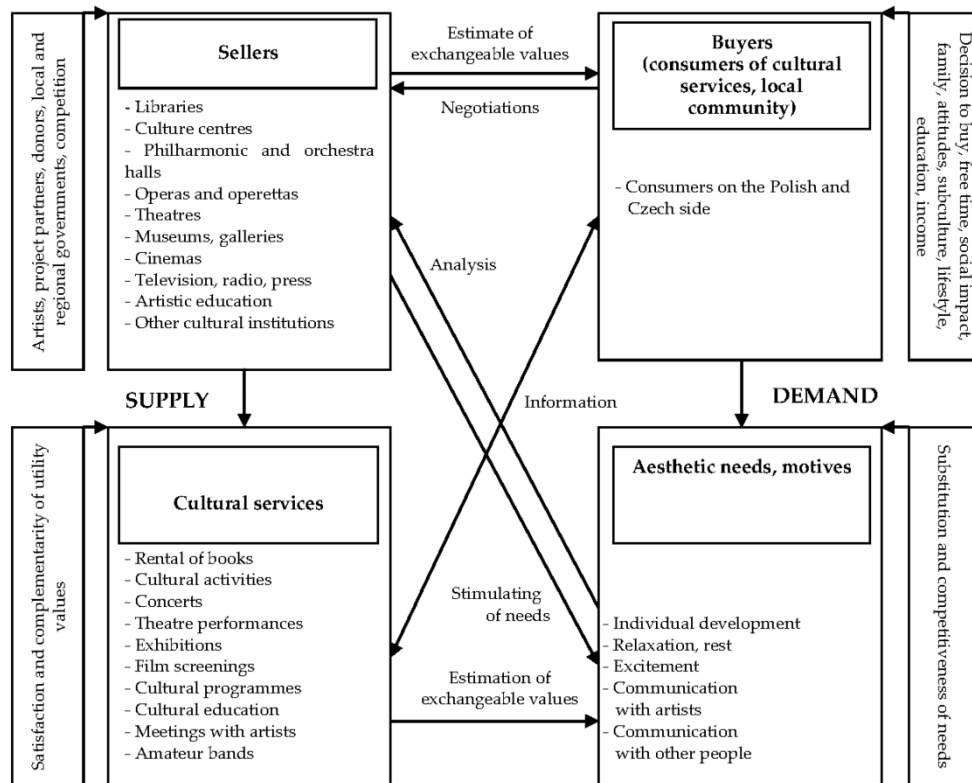 Artists, project partners, donors, local and
regional governments, competition
Sellers
- Libraries
- Culture centres
- Philharmonic and orchestra
halls
- Operas and operettas
- Theatres
- Museums, galleries
- Cinemas
- Television, radio, press
- Artistic education
- Other cultural institutions
Estimate of
exchangeable values
Negotiations
Buyers
(consumers of cultural
services, local
community)
- Consumers on the Polish and
Czech side
Decision to buy, free time, social impact,
family, attitudes, subculture, lifestyle,
education, income
Analysis
SUPPLY
Information
DEMAND
Satisfaction and complementarity of utility
values
Cultural services
- Rental of books
- Cultural activities
- Concerts
- Theatre performances
- Exhibitions
- Film screenings
- Cultural programmes
- Cultural education
- Meetings with artists
- Amateur bands
Stimulating
of needs
Estimation of
exchangeable values
Aesthetic needs, motives
- Individual development
- Relaxation, rest
- Excitement
- Communication
with artists
- Communication
with other people
Substitution and competitiveness of needs